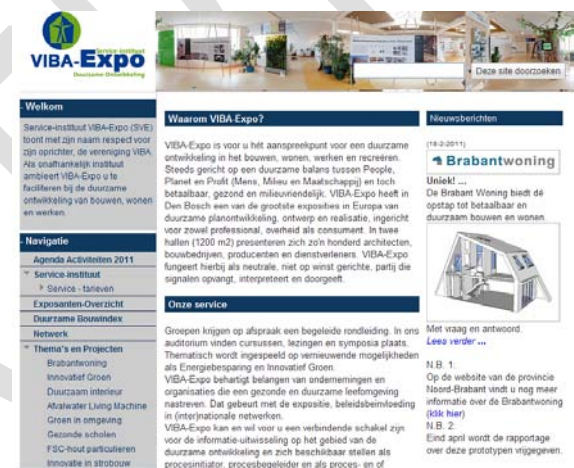 Service-instituut
VIBA-Expo
Duurzame Ontwikkeling
Deze site doorzoeken
- Welkom
Service-instituut VIBA-Expo (SVE)
toont met zijn naam respect voor
zijn oprichter, de vereniging VIBA.
Als onafhankelijk instituut
ambieert VIBA-Expo u te
faciliteren bij de duurzame
ontwikkeling van bouwen, wonen
en werken.
- Navigatie
Agenda Activiteiten 2011
Service-instituut
Service - tarieven
Exposanten-Overzicht
Duurzame Bouwindex
Netwerk
Thema's en Projecten
Brabantwoning
Innovatief Groen
Duurzaam interieur
Afvalwater Living Machine
Groen in omgeving
Gezonde scholen
FSC-hout particulieren
Innovatie in strobouw
Waarom VIBA-Expo?
VIBA-Expo is voor u hét aanspreekpunt voor een duurzame
ontwikkeling in het bouwen, wonen, werken en recreëren.
Steeds gericht op een duurzame balans tussen People,
Planet en Profit (Mens, Milieu en Maatschappij) en toch
betaalbaar, gezond en milieuvriendelijk. VIBA-Expo heeft in
Den Bosch een van de grootste exposities in Europa van
duurzame planontwikkeling, ontwerp en realisatie, ingericht
voor zowel professional, overheid als consument. In twee
hallen (1200 m2) presenteren zich zo'n honderd architecten,
bouwbedrijven, producenten en dienstverleners. VIBA-Expo
fungeert hierbij als neutrale, niet op winst gerichte, partij die
signalen opvangt, interpreteert en doorgeeft.
Onze service
Groepen krijgen op afspraak een begeleide rondleiding. In ons
auditorium vinden cursussen, lezingen en symposia plaats.
Thematisch wordt ingespeeld op vernieuwende mogelijkheden
als Energiebesparing en Innovatief Groen.
VIBA-Expo behartigt belangen van ondernemingen en
organisaties die een gezonde en duurzame leefomgeving
nastreven. Dat gebeurt met de expositie, beleidsbeïnvloeding
in (inter)nationale netwerken.
VIBA-Expo kan en wil voor u een verbindende schakel zijn
voor de informatie-uitwisseling op het gebied van de
duurzame ontwikkeling en zich beschikbaar stellen als
procesinitiator, procesbegeleider en als proces- en of
Nieuwsberichten
(18-2-2011)
Brabantwoning
Uniek! ...
De Brabant Woning biedt dé
opstap tot betaalbaar en
duurzaam bouwen en wonen.
Met vraag en antwoord.
Lees verder ...
N.B. 1:
Op de website van de provincie
Noord-Brabant vindt u nog meer
informatie over de Brabantwoning
(klik hier)
N.B. 2:
Eind april wordt de rapportage
over deze prototypen vrijgegeven.